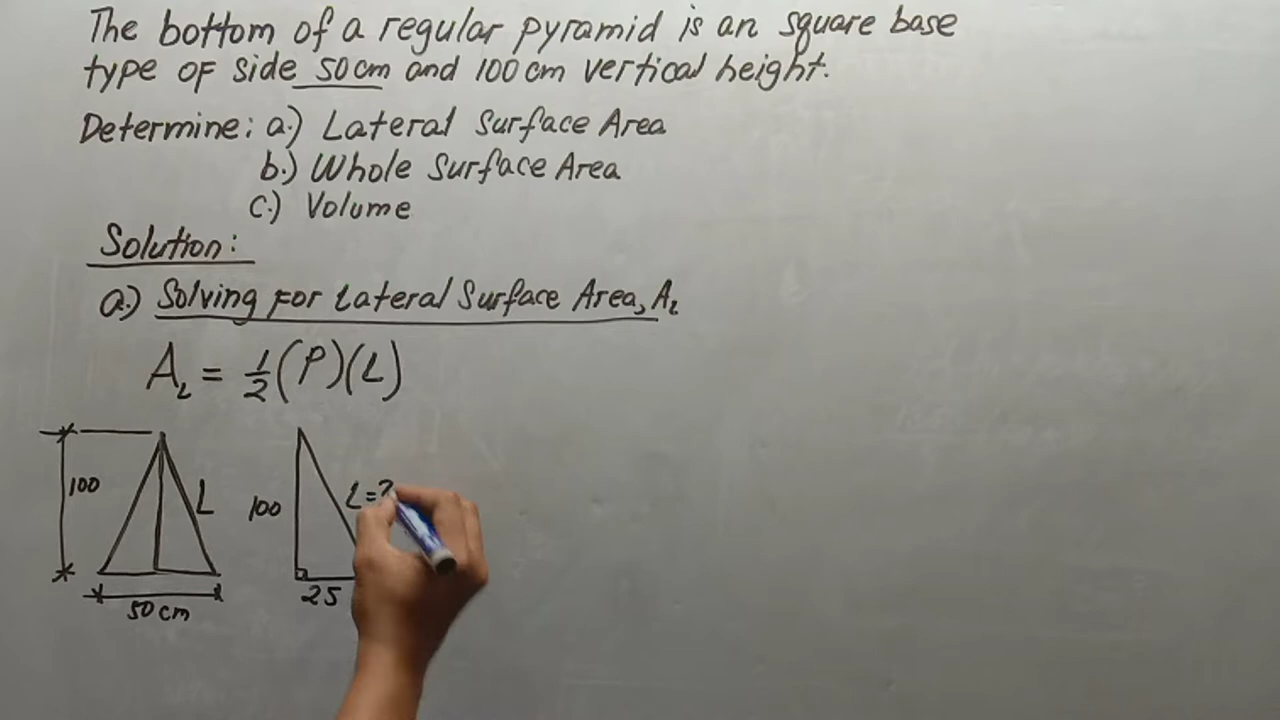 The bottom of a regular pyramid is an square base
type of side 50cm and 100cm vertical height.
Determine: a.) Lateral Surface Area
b.) Whole Surface Area
c.) Volume
Solution:
a.) Solving for Lateral Surface Area, A_L
A_L = 1/2 (P)(L)
100
L
50 cm
100
L=?
25